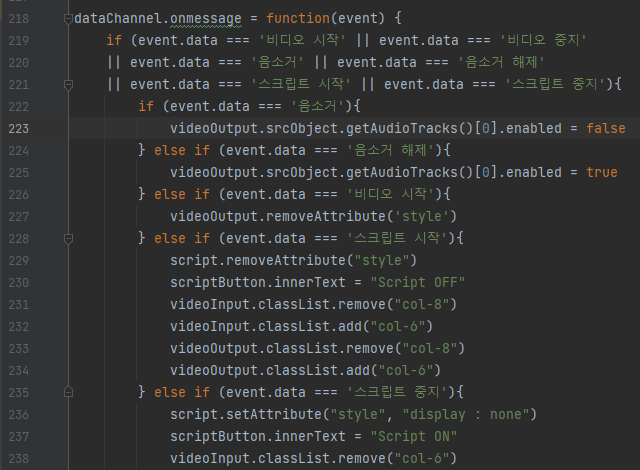 218 dataChannel.onmessage = function(event) {
219 if (event.data === '비디오 시작' || event.data === '비디오 중지'
220 || event.data === '음소거' || event.data === '음소거 해제'
221 || event.data === '스크립트 시작' || event.data === '스크립트 중지'){
222 if (event.data === '음소거'){
223 videoOutput.srcObject.getAudioTracks()[0].enabled = false
224 } else if (event.data === '음소거 해제'){
225 videoOutput.srcObject.getAudioTracks()[0].enabled = true
226 } else if (event.data === '비디오 시작'){
227 videoOutput.removeAttribute('style')
228 } else if (event.data === '스크립트 시작'){
229 script.removeAttribute("style")
230 scriptButton.innerText = "Script OFF"
231 videoInput.classList.remove("col-8")
232 videoInput.classList.add("col-6")
233 videoOutput.classList.remove("col-8")
234 videoOutput.classList.add("col-6")
235 } else if (event.data === '스크립트 중지'){
236 script.setAttribute("style", "display : none")
237 scriptButton.innerText = "Script ON"
238 videoInput.classList.remove("col-6")